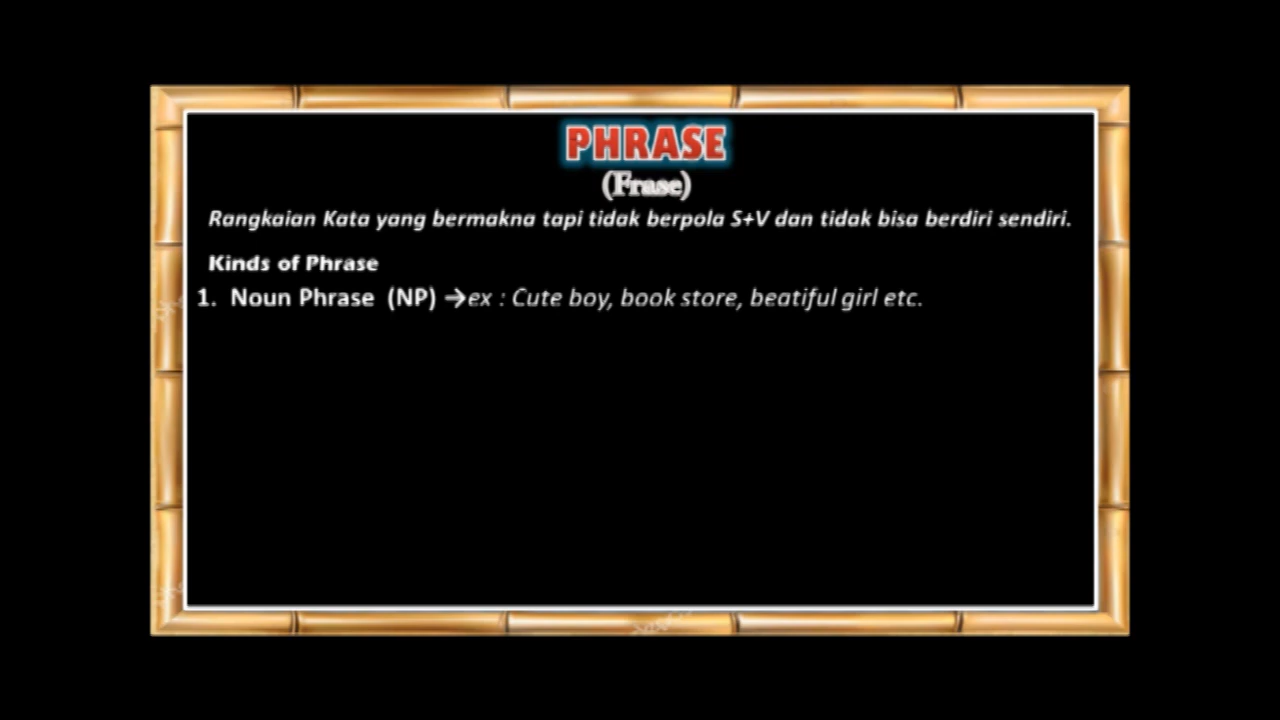 PHRASE
(Frase)
Rangkaian Kata yang bermakna tapi tidak berpola S+V dan tidak bisa berdiri sendiri.
Kinds of Phrase
1. Noun Phrase (NP) →ex : Cute boy, book store, beatiful girl etc.